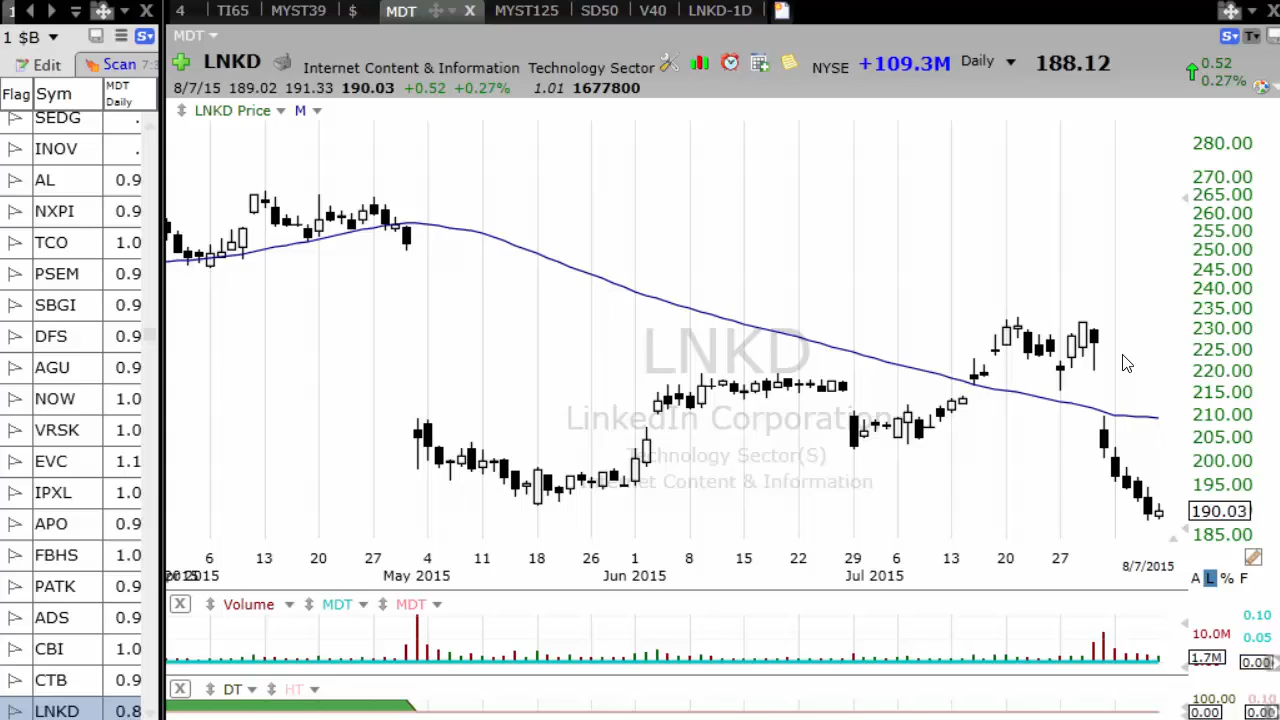 1
4 TI65 MYST39 $ MDT X MYST125 SD50 V40 LNKD-1D
1 $B
Edit Scan
Flag Sym MDT Daily
SEDG .
INOV .
AL 0.9
NXPI 0.9
TCO 1.0
PSEM 0.9
SBGI 0.9
DFS 0.9
AGU 0.9
NOW 0.9
VRSK 1.0
EVC 1.1
IPXL 0.9
APO 0.9
FBHS 1.0
PATK 0.9
ADS 0.9
CBI 1.0
CTB 0.9
LNKD 0.8
MDT
LNKD Internet Content & Information Technology Sector NYSE +109.3M Daily 188.12 0.52
0.27%
8/7/15 189.02 191.33 190.03 +0.52 +0.27% 1.01 1677800
LNKD Price M
280.00
270.00
265.00
260.00
255.00
250.00
245.00
240.00
235.00
230.00
225.00
220.00
215.00
210.00
205.00
200.00
195.00
190.03
185.00
LNKD
LinkedIn Corporation
Technology Sector(S)
Internet Content & Information
6 13 20 27 4 11 18 26 1 8 15 22 29 6 13 20 27
2015 May 2015 Jun 2015 Jul 2015 8/7/2015
A L % F
X Volume MDT MDT
10.0M 0.10
0.05
1.7M 0.00
X DT HT
100.00 0.10
0.00 0.00